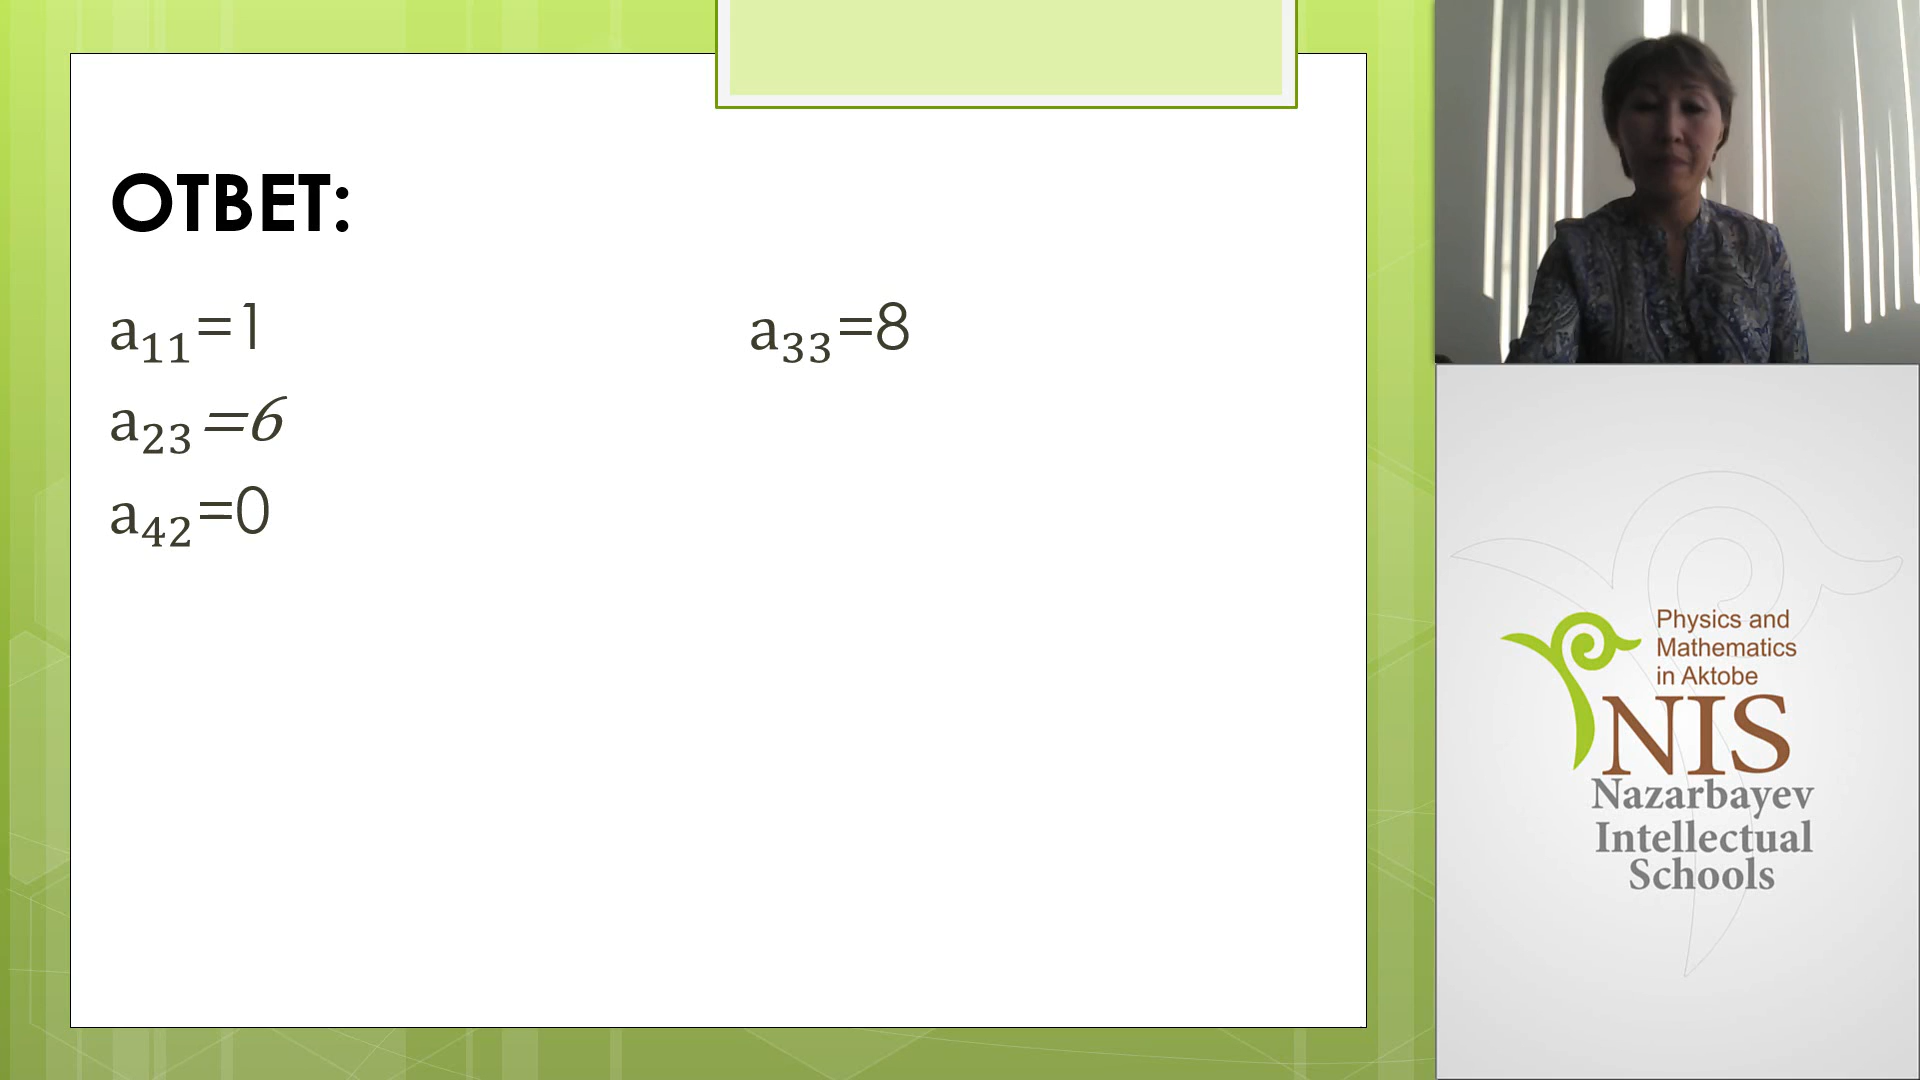 ОТВЕТ:
a₁₁=1
a₂₃=6
a₄₂=0
a₃₃=8
Physics and
Mathematics
in Aktobe
NIS
Nazarbayev
Intellectual
Schools